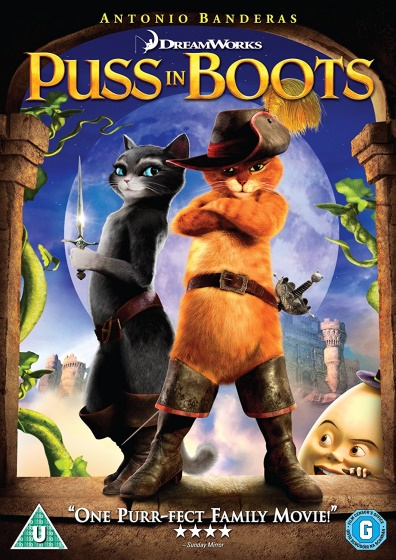 ANTONIO BANDERAS
DREAMWORKS
PUSS IN BOOTS
"ONE PURR-FECT FAMILY MOVIE!"
★★★★
–Sunday Mirror
U
G